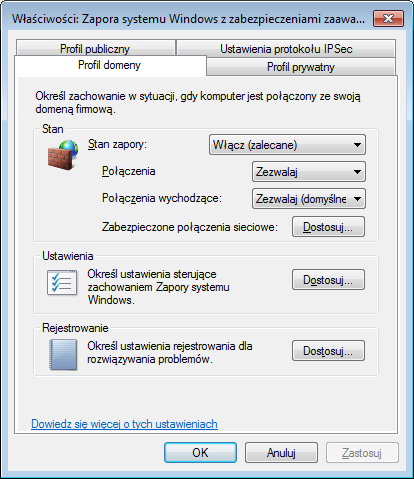 Właściwości: Zapora systemu Windows z zabezpieczeniami zaawa...
Profil publiczny
Ustawienia protokołu IPSec
Profil domeny
Profil prywatny
Określ zachowanie w sytuacji, gdy komputer jest połączony ze swoją
domeną firmową.
Stan
Stan zapory:
Włącz (zalecane)
Połączenia
Zezwalaj
Połączenia wychodzące:
Zezwalaj (domyślne
Zabezpieczone połączenia sieciowe:
Dostosuj...
Ustawienia
Określ ustawienia sterujące
zachowaniem Zapory systemu
Windows.
Dostosuj...
Rejestrowanie
Określ ustawienia rejestrowania dla
rozwiązywania problemów.
Dostosuj...
Dowiedz się więcej o tych ustawieniach
OK
Anuluj
Zastosuj